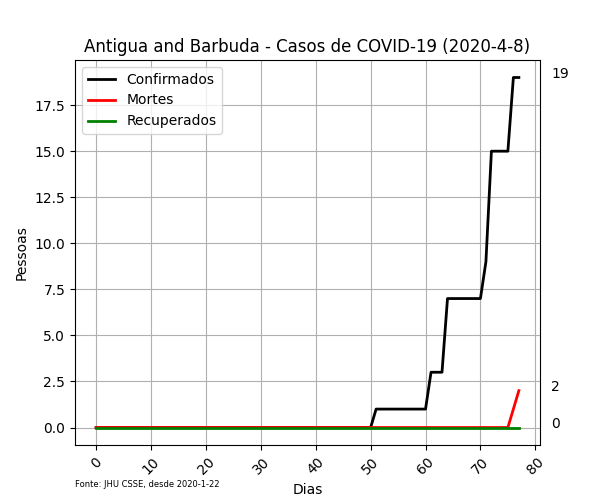 Antigua and Barbuda - Casos de COVID-19 (2020-4-8)
Confirmados
Mortes
Recuperados
19
17.5
15.0
12.5
10.0
7.5
5.0
2.5
0.0
2
0
Pessoas
0 10 20 30 40 50 60 70 80
Dias
Fonte: JHU CSSE, desde 2020-1-22